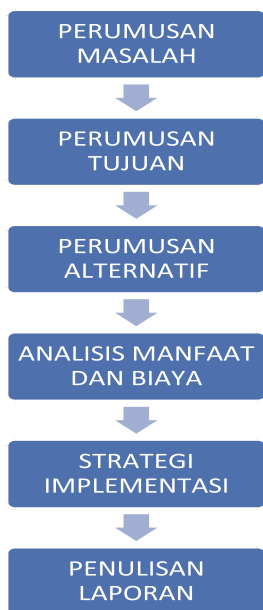 PERUMUSAN
MASALAH
PERUMUSAN
TUJUAN
PERUMUSAN
ALTERNATIF
ANALISIS MANFAAT
DAN BIAYA
STRATEGI
IMPLEMENTASI
PENULISAN
LAPORAN